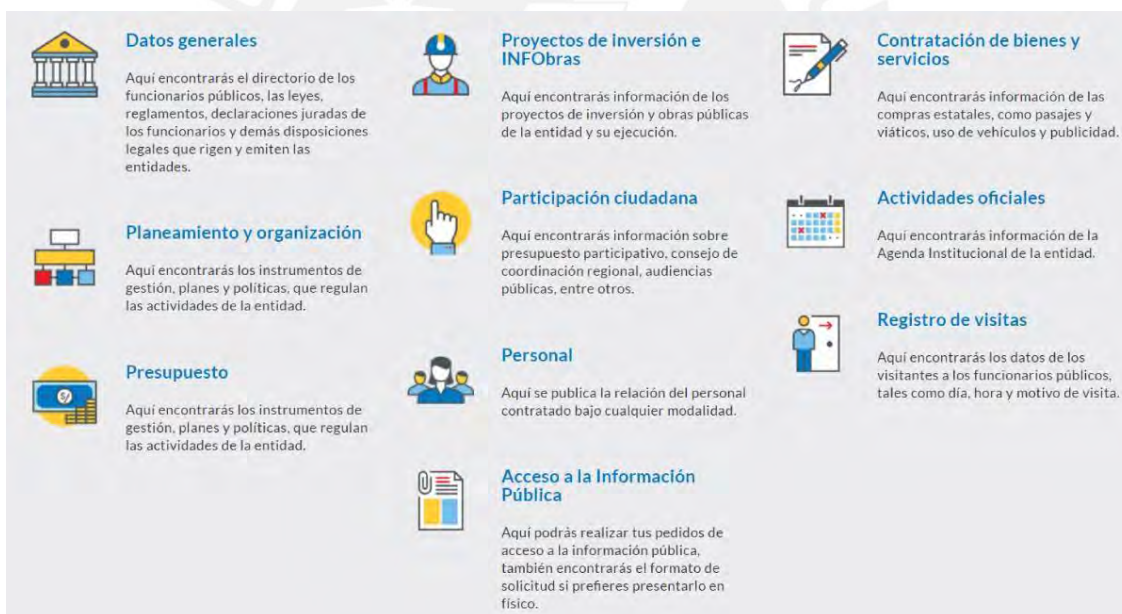 Datos generales
Aquí encontrarás el directorio de los
funcionarios públicos, las leyes,
reglamentos, declaraciones juradas de
los funcionarios y demás disposiciones
legales que rigen y emiten las
entidades.
Planeamiento y organización
Aquí encontrarás los instrumentos de
gestión, planes y políticas, que regulan
las actividades de la entidad.
Presupuesto
Aquí encontrarás los instrumentos de
gestión, planes y políticas, que regulan
las actividades de la entidad.
Proyectos de inversión e
INFObras
Aquí encontrarás información de los
proyectos de inversión y obras públicas
de la entidad y su ejecución.
Participación ciudadana
Aquí encontrarás información sobre
presupuesto participativo, consejo de
coordinación regional, audiencias
públicas, entre otros.
Personal
Aquí se publica la relación del personal
contratado bajo cualquier modalidad.
Acceso a la Información
Pública
Aquí podrás realizar tus pedidos de
acceso a la información pública,
también encontrarás el formato de
solicitud si prefieres presentarlo en
físico.
Contratación de bienes y
servicios
Aquí encontrarás información de las
compras estatales, como pasajes y
viáticos, uso de vehículos y publicidad.
Actividades oficiales
Aquí encontrarás información de la
Agenda Institucional de la entidad.
Registro de visitas
Aquí encontrarás los datos de los
visitantes a los funcionarios públicos,
tales como día, hora y motivo de visita.